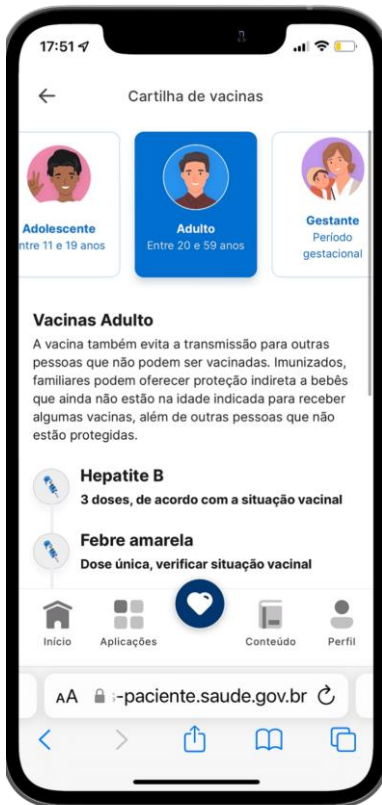 17:51
Cartilha de vacinas
Adolescente
ntre 11 e 19 anos
Adulto
Entre 20 e 59 anos
Gestante
Período
gestacional
Vacinas Adulto
A vacina também evita a transmissão para outras
pessoas que não podem ser vacinadas. Imunizados,
familiares podem oferecer proteção indireta a bebês
que ainda não estão na idade indicada para receber
algumas vacinas, além de outras pessoas que não
estão protegidas.
Hepatite B
3 doses, de acordo com a situação vacinal
Febre amarela
Dose única, verificar situação vacinal
Início Aplicações Conteúdo Perfil
AA s-paciente.saude.gov.br